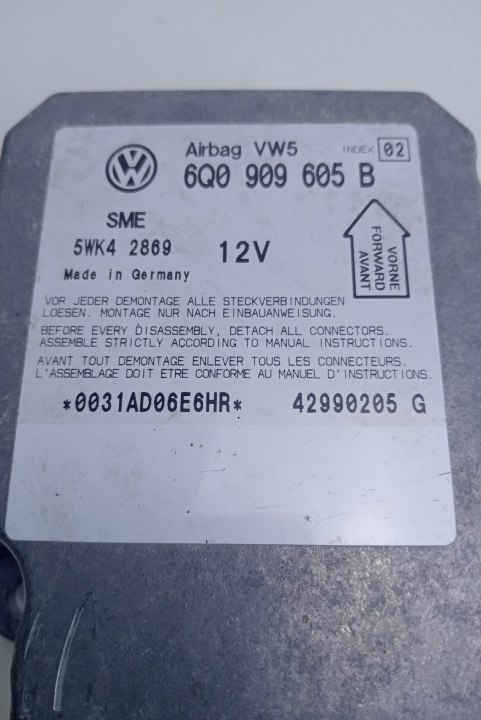 Airbag VW5 INDEX 02
6Q0 909 605 B
SME
5WK4 2869 12V
Made in Germany
VORNE
FORWARD
AVANT
VOR JEDER DEMONTAGE ALLE STECKVERBINDUNGEN
LOESEN. MONTAGE NUR NACH EINBAUANWEISUNG.
BEFORE EVERY DISASSEMBLY, DETACH ALL CONNECTORS.
ASSEMBLE STRICTLY ACCORDING TO MANUAL INSTRUCTIONS.
AVANT TOUT DEMONTAGE ENLEVER TOUS LES CONNECTEURS.
L'ASSEMBLAGE DOIT ETRE CONFORME AU MANUEL D'INSTRUCTIONS.
*0031AD06E6HR* 42990205 G